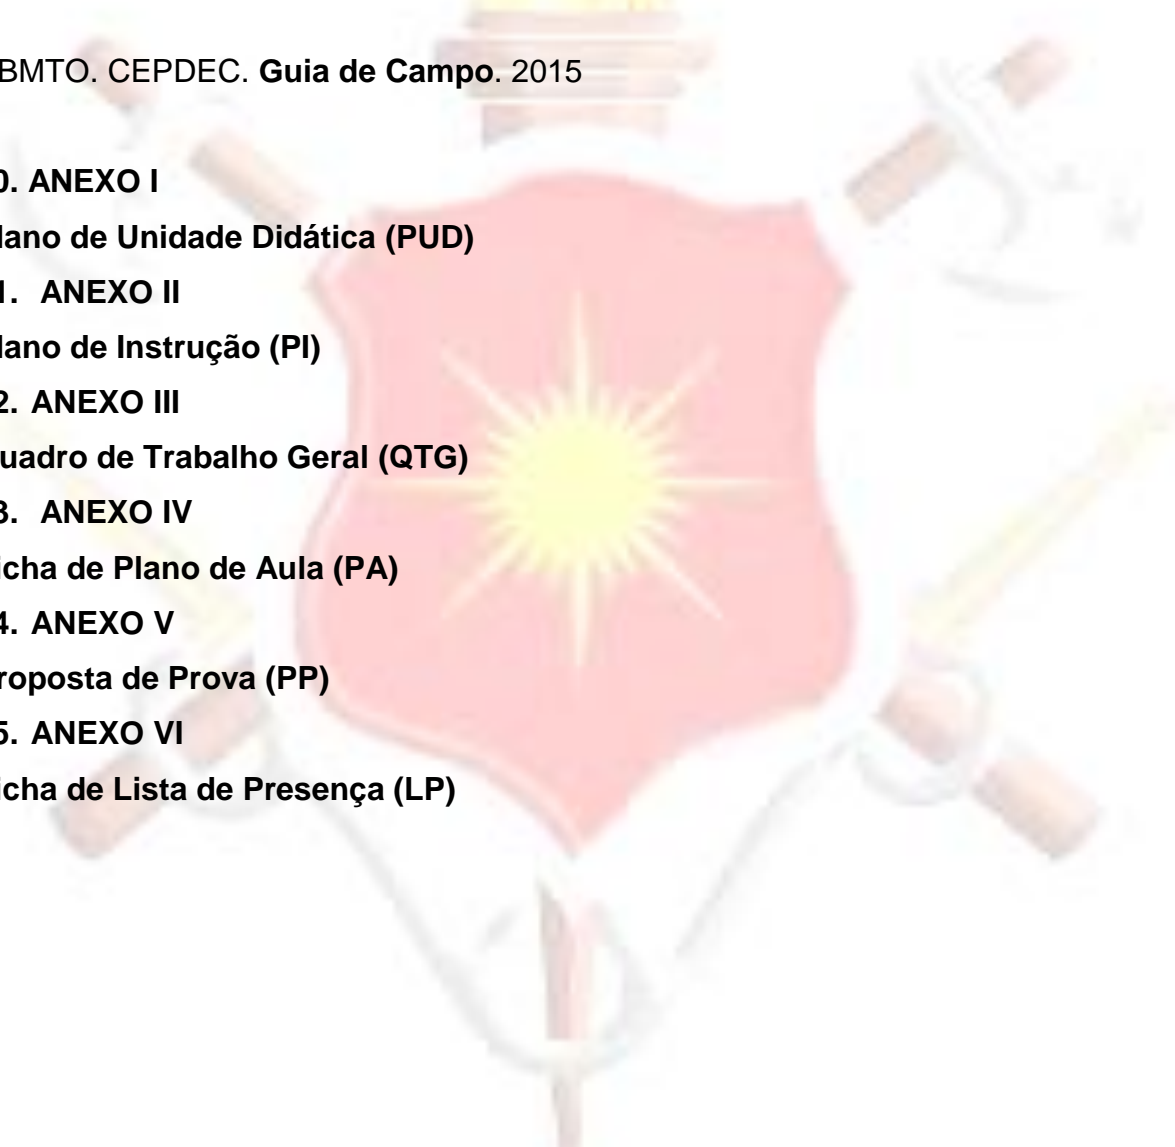 BMTO. CEPDEC. Guia de Campo. 2015
0. ANEXO I
lano de Unidade Didática (PUD)
1. ANEXO II
lano de Instrução (PI)
2. ANEXO III
uadro de Trabalho Geral (QTG)
3. ANEXO IV
icha de Plano de Aula (PA)
4. ANEXO V
roposta de Prova (PP)
5. ANEXO VI
icha de Lista de Presença (LP)